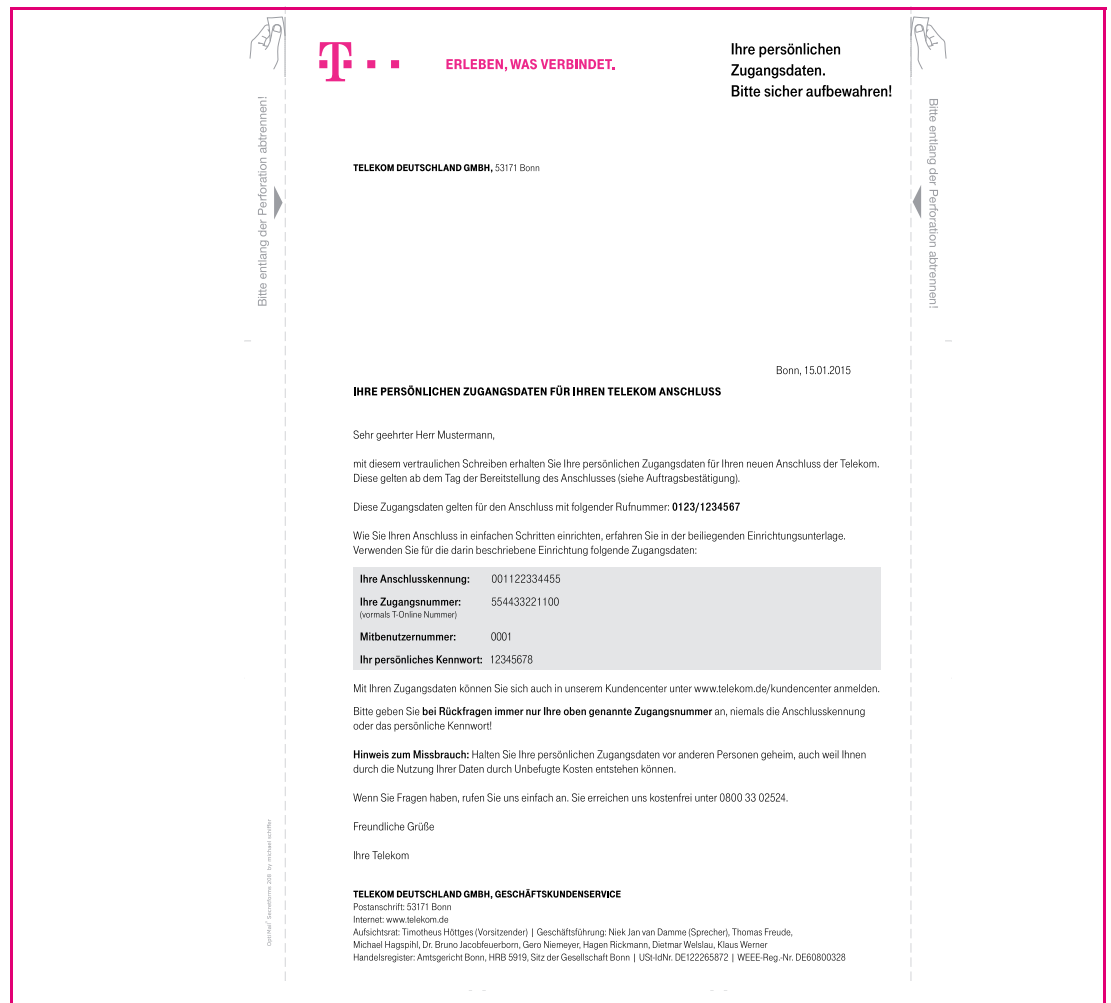 Ihre persönlichen
Zugangsdaten.
Bitte sicher aufbewahren!
T
ERLEBEN, WAS VERBINDET.
Bitte entlang der Perforation abtrennen!
Bitte entlang der Perforation abtrennen!
TELEKOM DEUTSCHLAND GMBH, 53171 Bonn
Bonn, 15.01.2015
IHRE PERSÖNLICHEN ZUGANGSDATEN FÜR IHREN TELEKOM ANSCHLUSS
Sehr geehrter Herr Mustermann,
mit diesem vertraulichen Schreiben erhalten Sie Ihre persönlichen Zugangsdaten für Ihren neuen Anschluss der Telekom.
Diese gelten ab dem Tag der Bereitstellung des Anschlusses (siehe Auftragsbestätigung).
Diese Zugangsdaten gelten für den Anschluss mit folgender Rufnummer: 0123/1234567
Wie Sie Ihren Anschluss in einfachen Schritten einrichten, erfahren Sie in der beiliegenden Einrichtungsunterlage.
Verwenden Sie für die darin beschriebene Einrichtung folgende Zugangsdaten:
Ihre Anschlusskennung: 001122334455
Ihre Zugangsnummer: 554433221100
(vormals T-Online Nummer)
Mitbenutzernummer: 0001
Ihr persönliches Kennwort: 12345678
Mit Ihren Zugangsdaten können Sie sich auch in unserem Kundencenter unter www.telekom.de/kundencenter anmelden.
Bitte geben Sie bei Rückfragen immer nur Ihre oben genannte Zugangsnummer an, niemals die Anschlusskennung
oder das persönliche Kennwort!
Hinweis zum Missbrauch: Halten Sie Ihre persönlichen Zugangsdaten vor anderen Personen geheim, auch weil Ihnen
durch die Nutzung Ihrer Daten durch Unbefugte Kosten entstehen können.
Wenn Sie Fragen haben, rufen Sie uns einfach an. Sie erreichen uns kostenfrei unter 0800 33 02524.
Freundliche Grüße
Ihre Telekom
OptiMail Secretforms 208 by michael schiffer
TELEKOM DEUTSCHLAND GMBH, GESCHÄFTSKUNDENSERVICE
Postanschrift: 53171 Bonn
Internet: www.telekom.de
Aufsichtsrat: Timotheus Höttges (Vorsitzender) | Geschäftsführung: Niek Jan van Damme (Sprecher), Thomas Freude,
Michael Hagspihl, Dr. Bruno Jacobfeuerborn, Gero Niemeyer, Hagen Rickmann, Dietmar Welslau, Klaus Werner
Handelsregister: Amtsgericht Bonn, HRB 5919, Sitz der Gesellschaft Bonn | USt-IdNr. DE122265872 | WEEE-Reg.-Nr. DE60800328